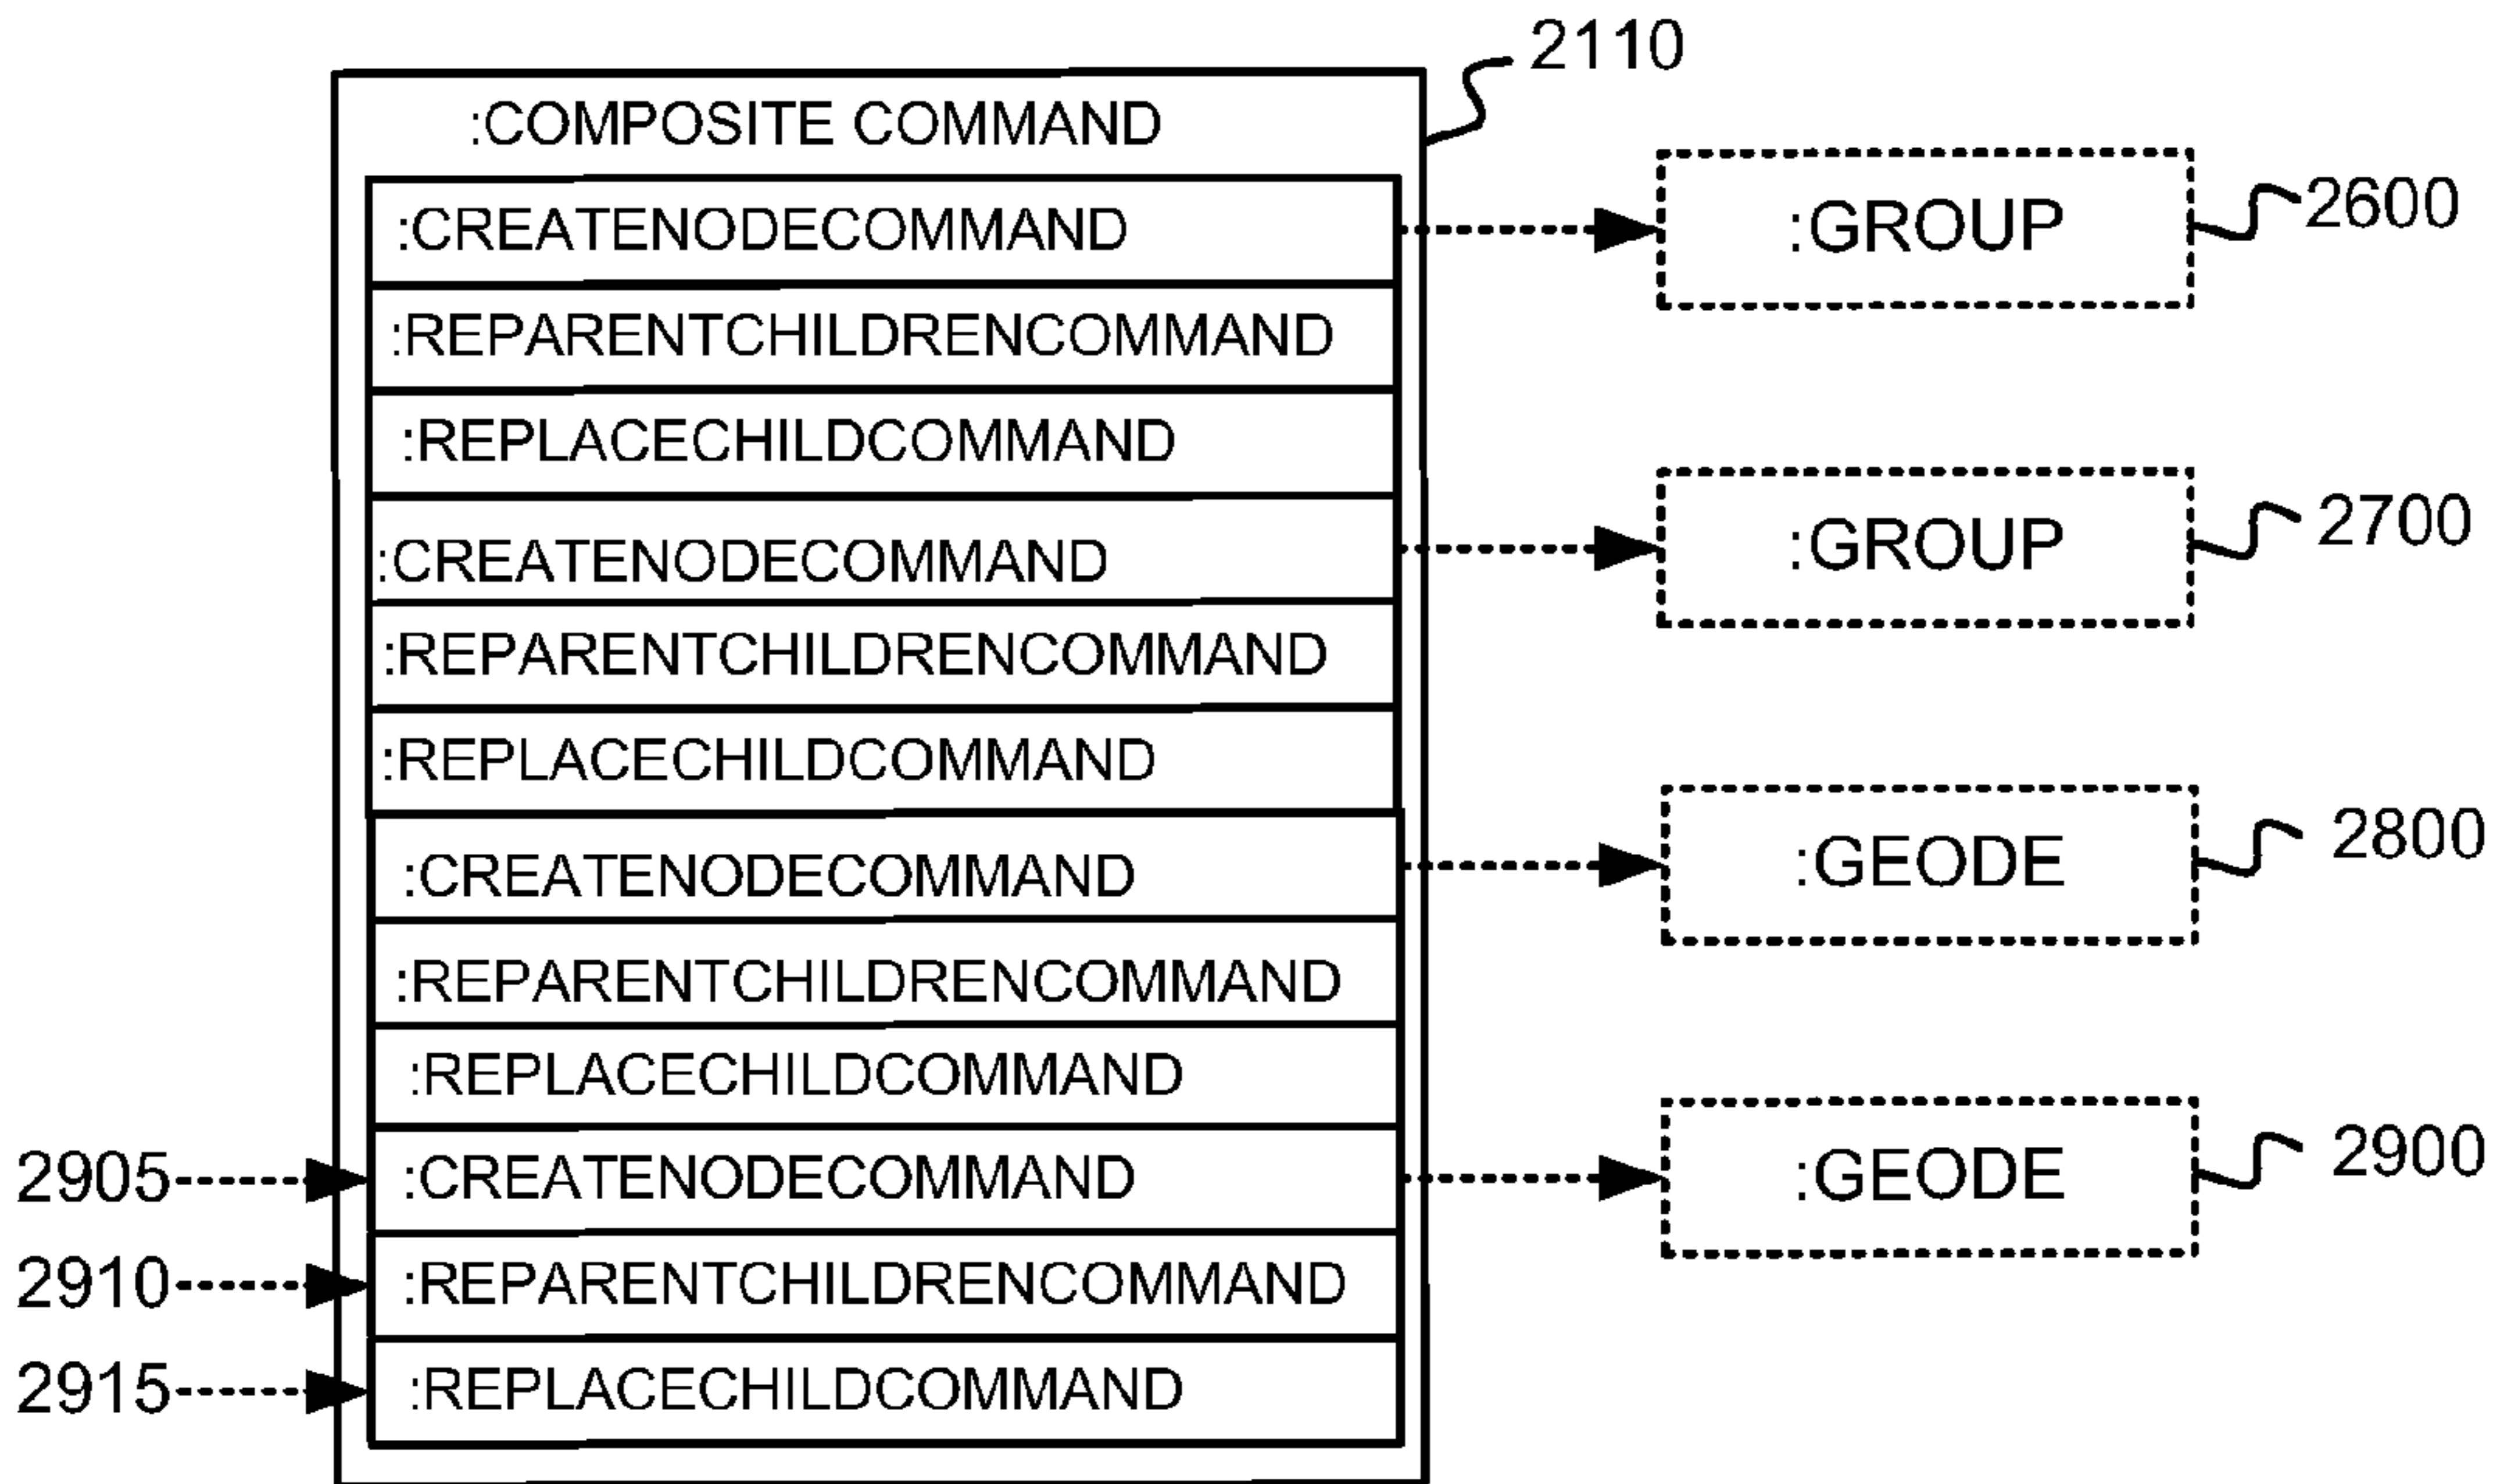 2110
:COMPOSITE COMMAND
:CREATENODECOMMAND
:GROUP
2600
:REPARENTCHILDRENCOMMAND
:REPLACECHILDCOMMAND
:CREATENODECOMMAND
:GROUP
2700
:REPARENTCHILDRENCOMMAND
:REPLACECHILDCOMMAND
:CREATENODECOMMAND
:GEODE
2800
:REPARENTCHILDRENCOMMAND
:REPLACECHILDCOMMAND
2905
:CREATENODECOMMAND
:GEODE
2900
2910
:REPARENTCHILDRENCOMMAND
2915
:REPLACECHILDCOMMAND